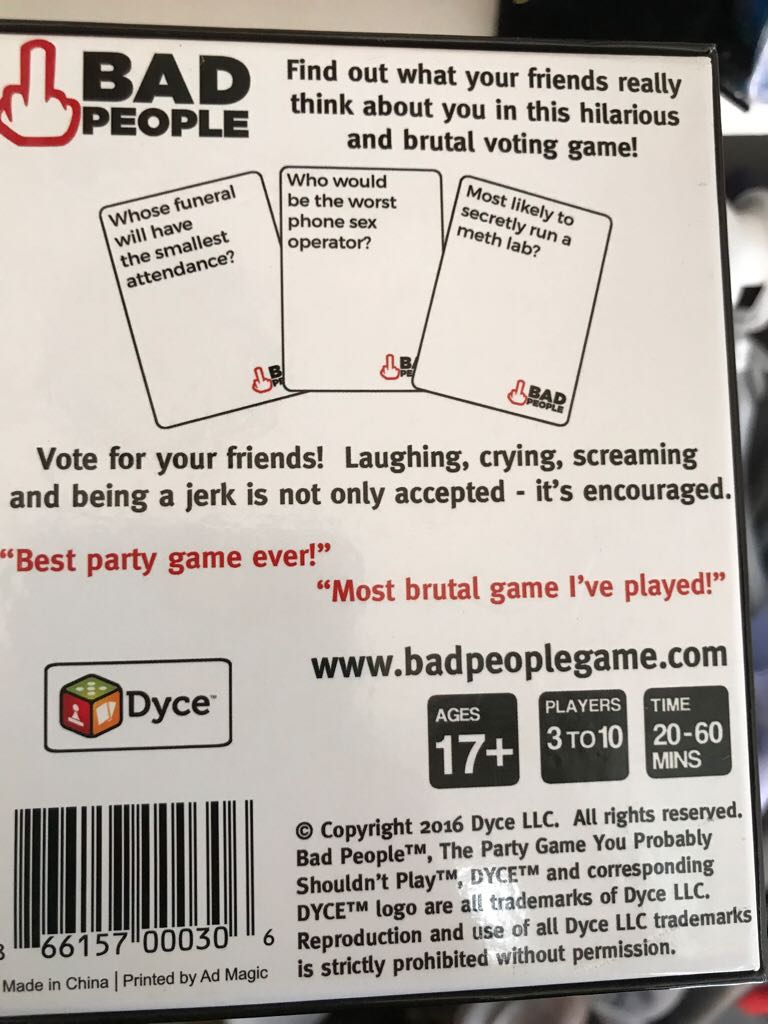 BAD
PEOPLE
Find out what your friends really
think about you in this hilarious
and brutal voting game!
Whose funeral
will have
the smallest
attendance?
Who would
be the worst
phone sex
operator?
Most likely to
secretly run a
meth lab?
B
PE
BA
PE
BAD
PEOPLE
Vote for your friends! Laughing, crying, screaming
and being a jerk is not only accepted - it's encouraged.
“Best party game ever!”
“Most brutal game I've played!”
www.badpeoplegame.com
Dyce™
AGES
17+
PLAYERS
3 TO 10
TIME
20-60
MINS
© Copyright 2016 Dyce LLC. All rights reserved.
Bad People™, The Party Game You Probably
Shouldn't Play™, DYCE™ and corresponding
DYCE™ logo are all trademarks of Dyce LLC.
Reproduction and use of all Dyce LLC trademarks
is strictly prohibited without permission.
8 66157 00030 6
Made in China | Printed by Ad Magic